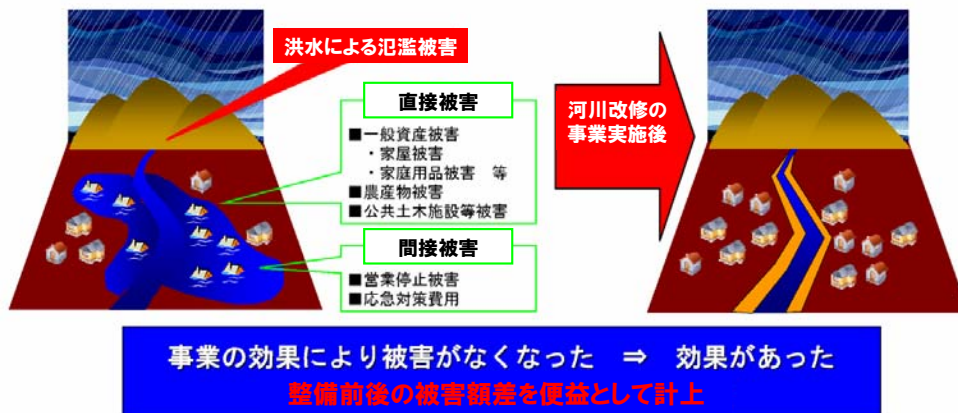 洪水による氾濫被害
直接被害
■一般資産被害
・家屋被害
・家庭用品被害 等
■農産物被害
■公共土木施設等被害
間接被害
■営業停止被害
■応急対策費用
河川改修の
事業実施後
事業の効果により被害がなくなった ⇒ 効果があった
整備前後の被害額差を便益として計上